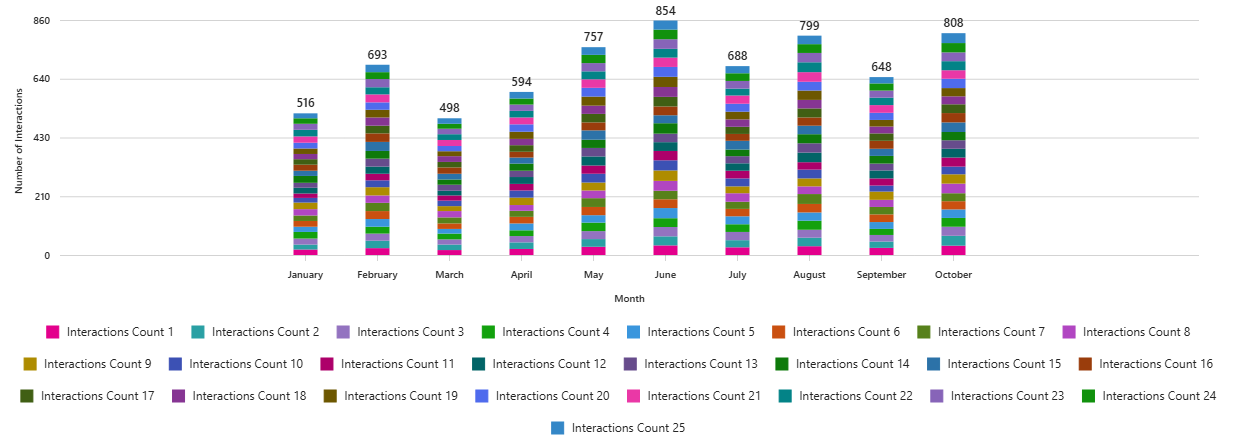 860
640
430
210
0
Number of Interactions
516
693
498
594
757
854
688
799
648
808
January
February
March
April
May
June
July
August
September
October
Month
Interactions Count 1 Interactions Count 2 Interactions Count 3 Interactions Count 4 Interactions Count 5 Interactions Count 6 Interactions Count 7 Interactions Count 8
Interactions Count 9 Interactions Count 10 Interactions Count 11 Interactions Count 12 Interactions Count 13 Interactions Count 14 Interactions Count 15 Interactions Count 16
Interactions Count 17 Interactions Count 18 Interactions Count 19 Interactions Count 20 Interactions Count 21 Interactions Count 22 Interactions Count 23 Interactions Count 24
Interactions Count 25